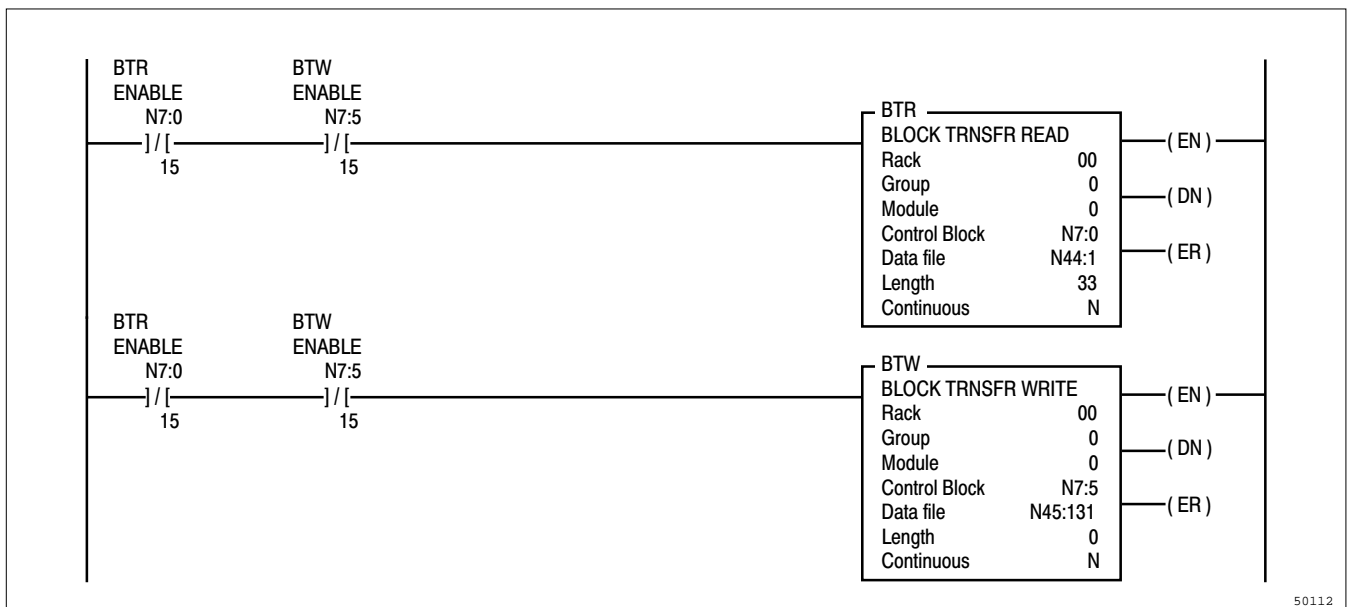 BTR BTW
ENABLE ENABLE
N7:0 N7:5
] / [ ] / [
15 15
BTR
BLOCK TRNSFR READ
Rack 00
Group 0
Module 0
Control Block N7:0
Data file N44:1
Length 33
Continuous N
( EN )
( DN )
( ER )
BTR BTW
ENABLE ENABLE
N7:0 N7:5
] / [ ] / [
15 15
BTW
BLOCK TRNSFR WRITE
Rack 00
Group 0
Module 0
Control Block N7:5
Data file N45:131
Length 0
Continuous N
( EN )
( DN )
( ER )
50112